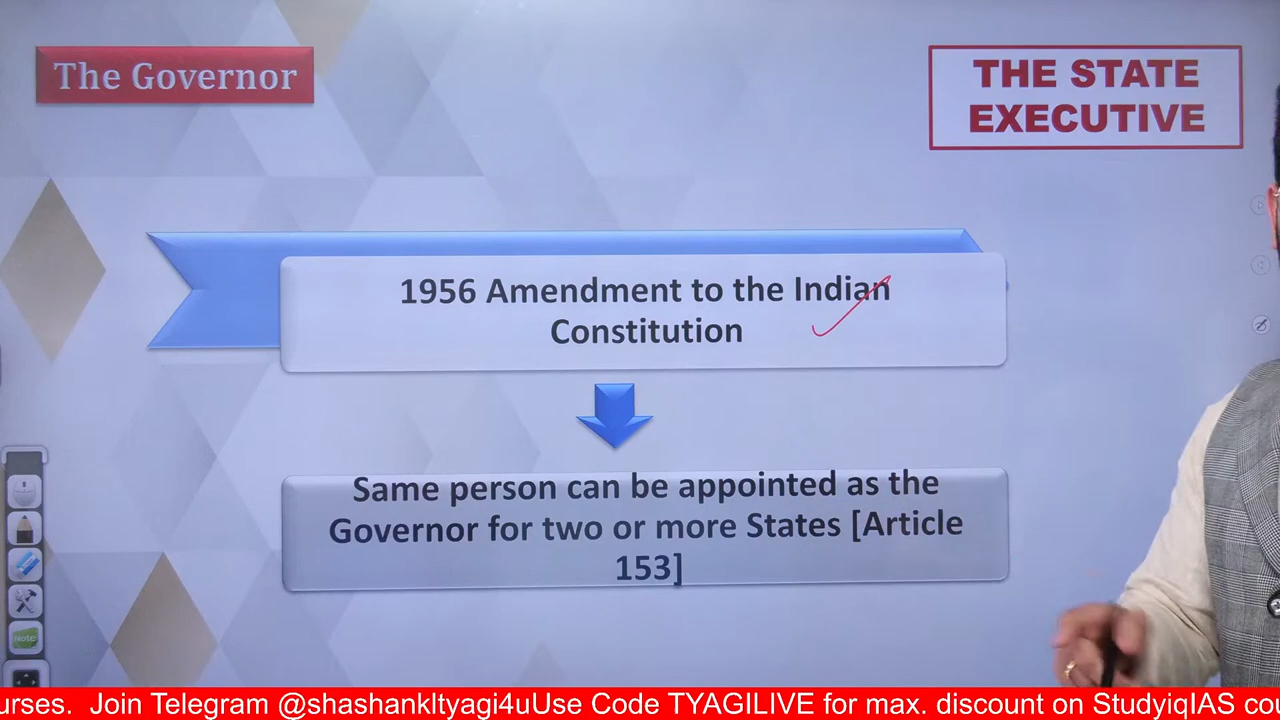 The Governor
THE STATE
EXECUTIVE
1956 Amendment to the Indian
Constitution
Same person can be appointed as the
Governor for two or more States [Article
153]
Note
urses. Join Telegram @shashankltyagi4uUse Code TYAGILIVE for max. discount on StudyiqIAS cou